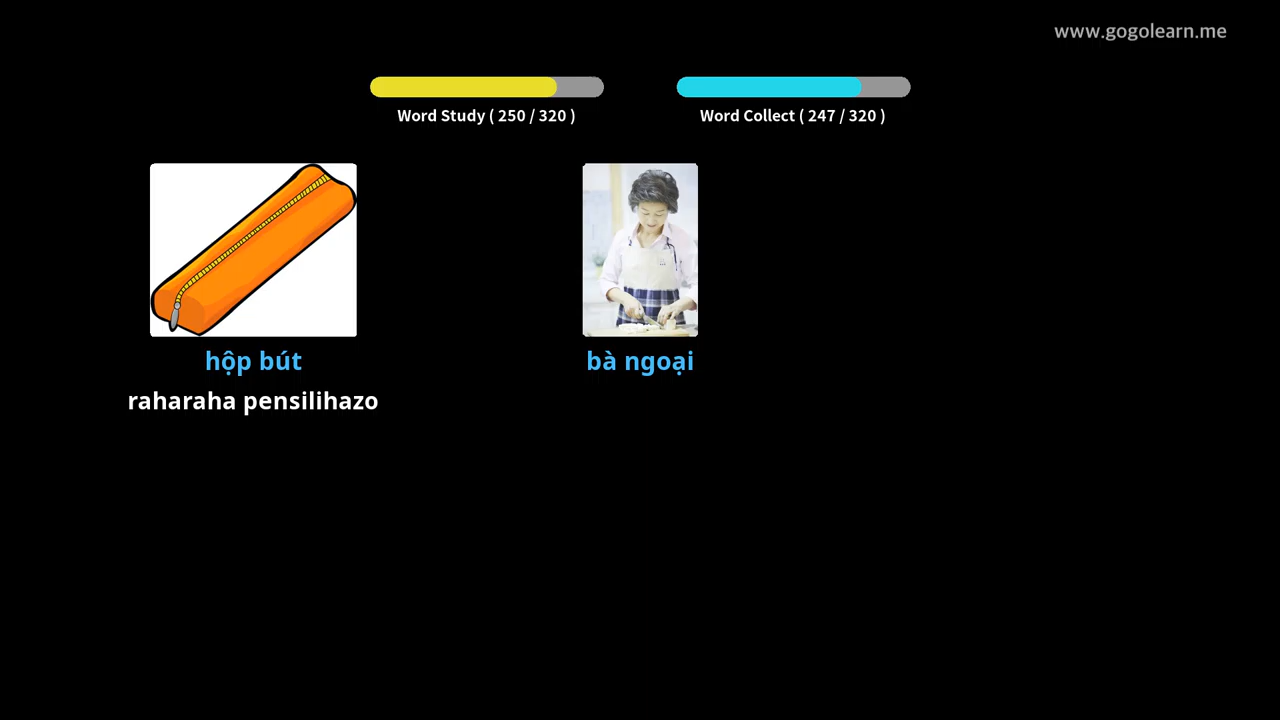 www.gogolearn.me
Word Study ( 250 / 320 )
Word Collect ( 247 / 320 )
hộp bút
bà ngoại
raharaha pensilihazo